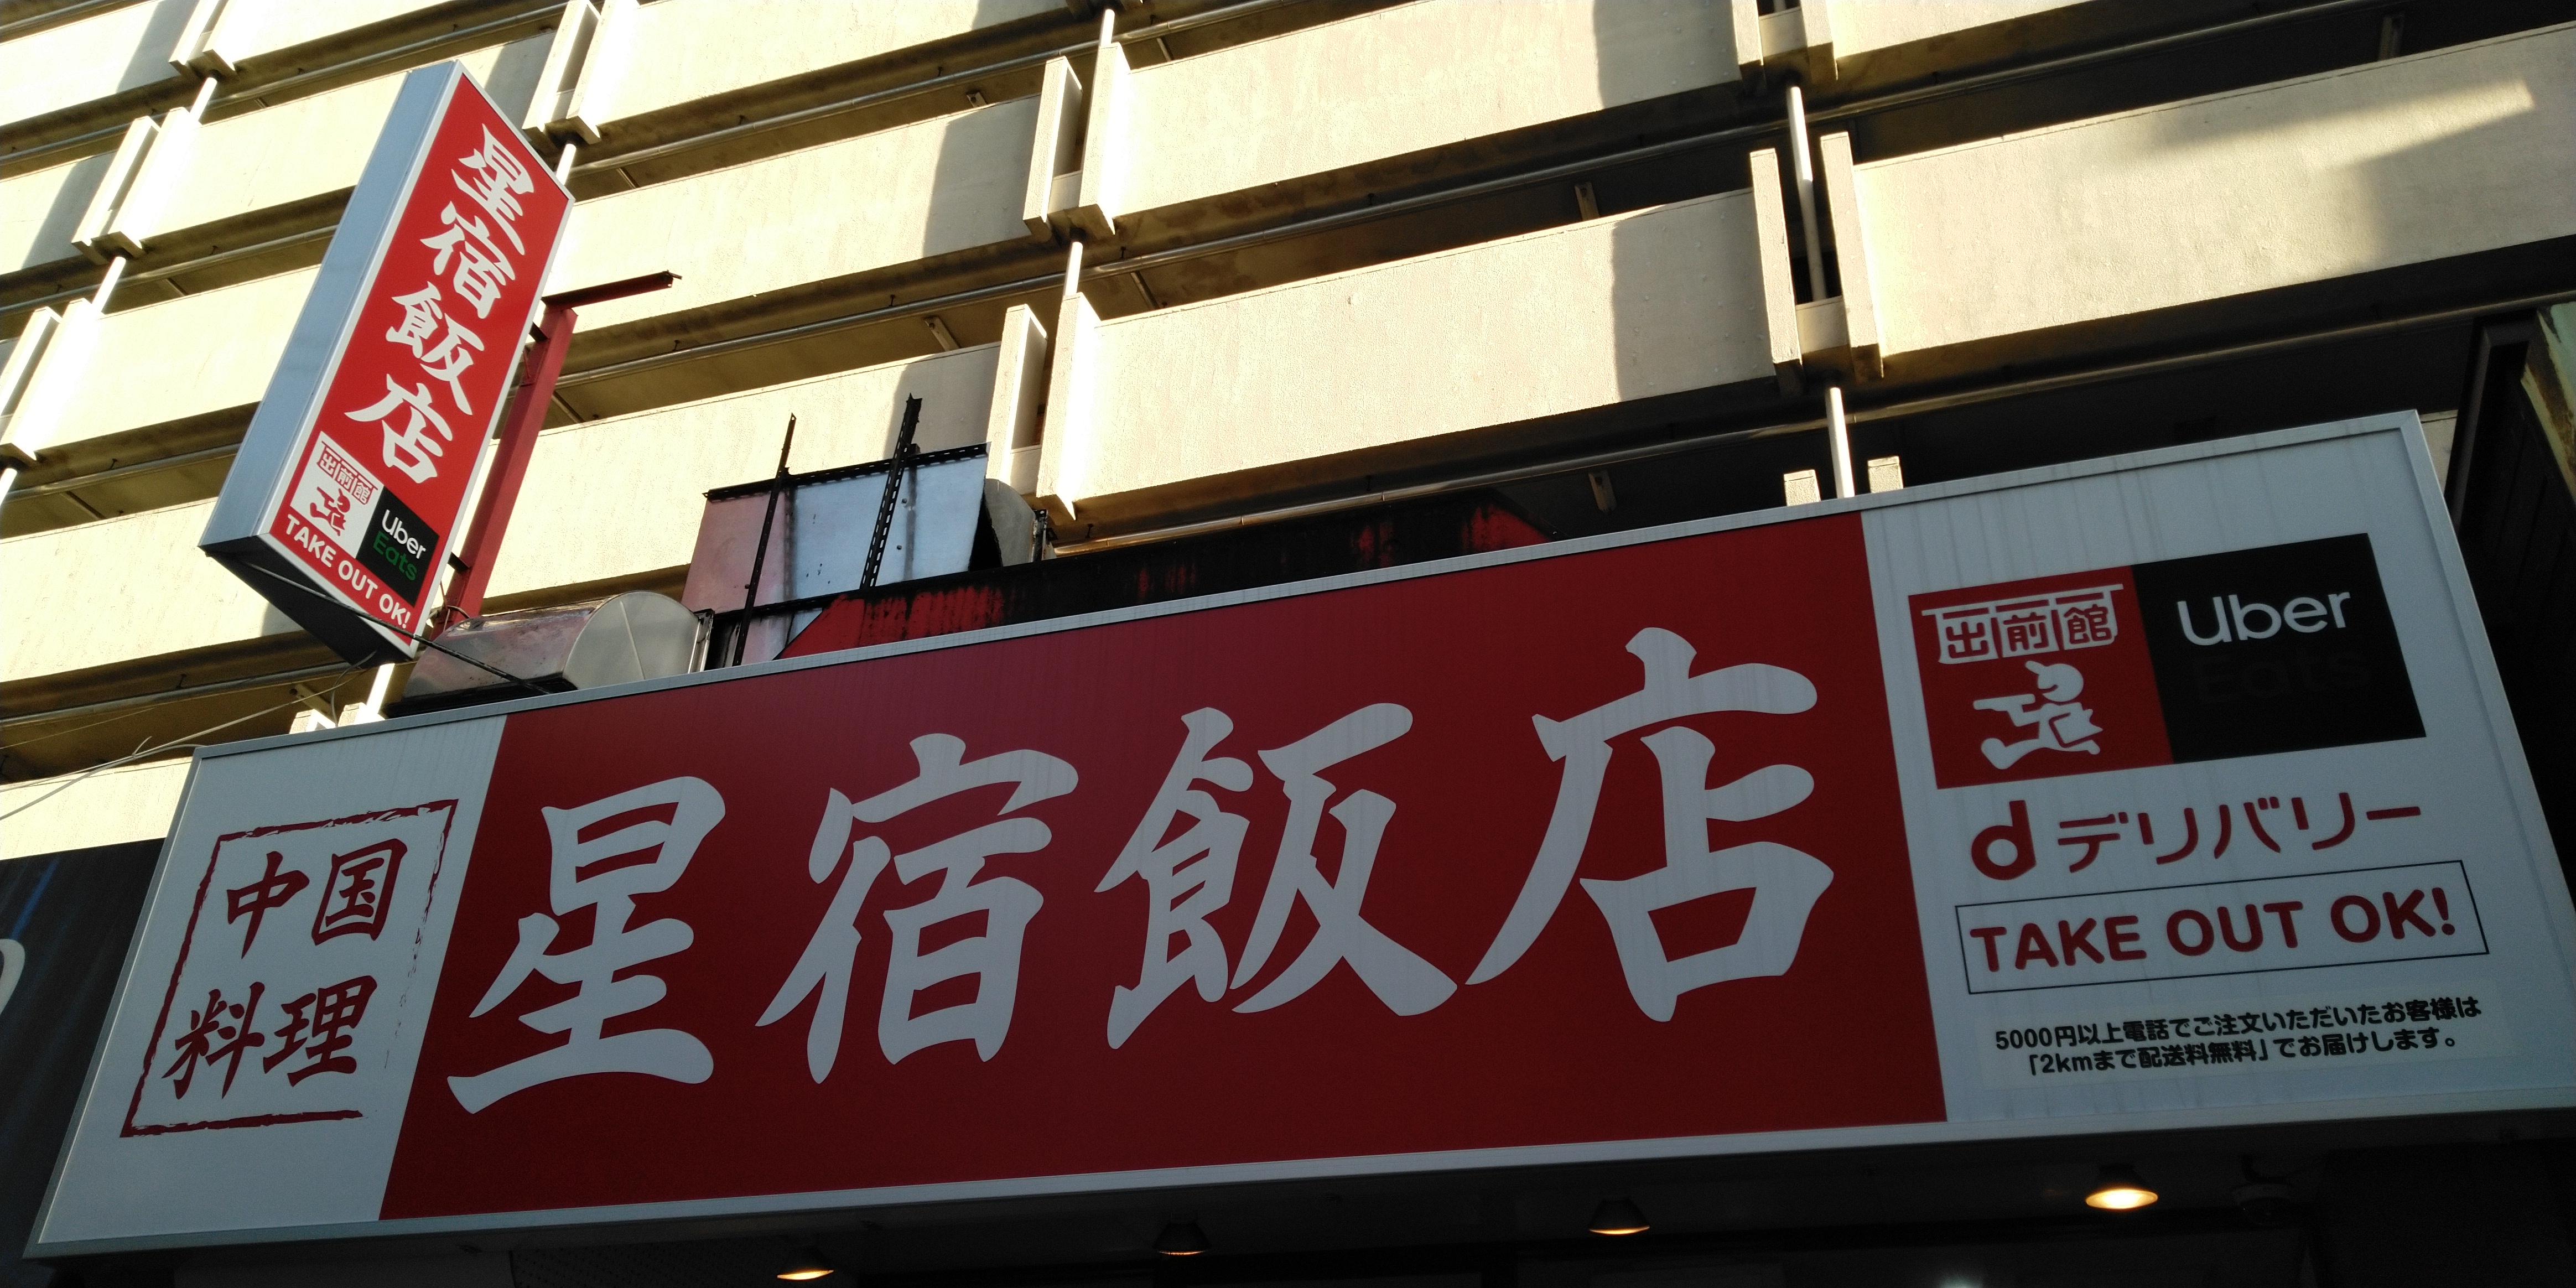 星宿飯店
出前館
Uber
Eats
TAKE OUT OK!
中国
料理
星宿飯店
出前館
Uber
Eats
dデリバリー
TAKE OUT OK!
5000円以上電話でご注文いただいたお客様は
「2kmまで配送料無料」でお届けします。